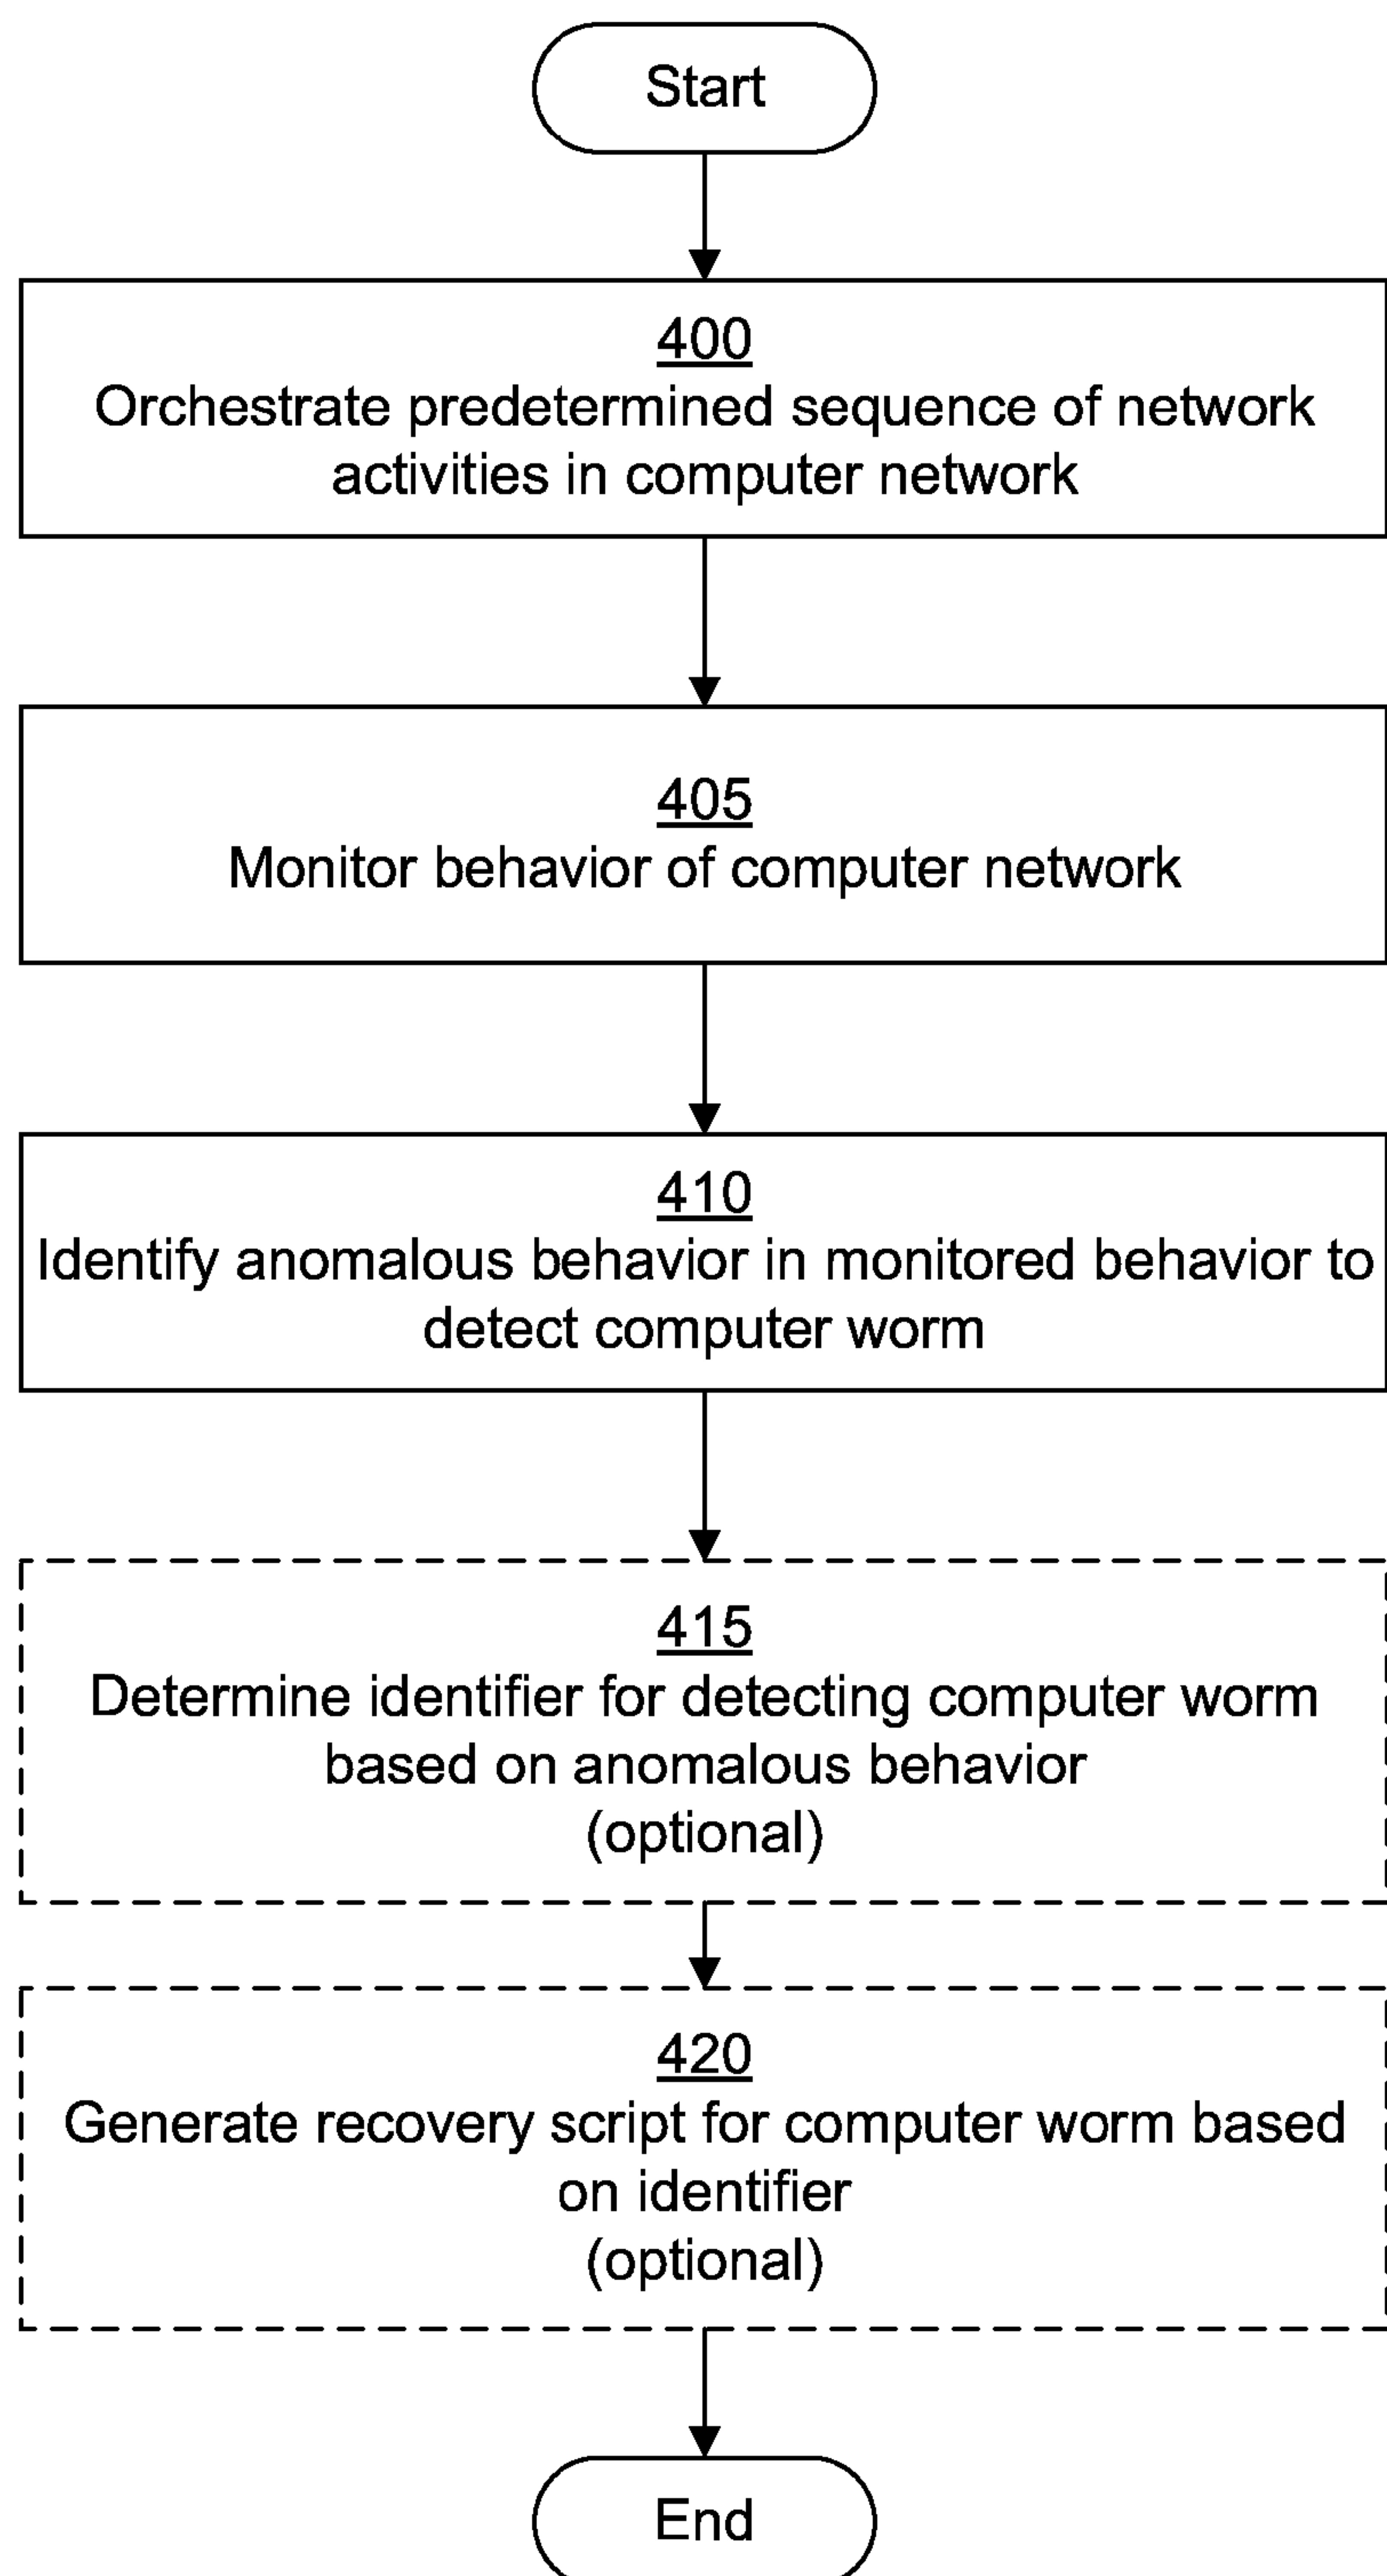 Start
400
Orchestrate predetermined sequence of network
activities in computer network
405
Monitor behavior of computer network
410
Identify anomalous behavior in monitored behavior to
detect computer worm
415
Determine identifier for detecting computer worm
based on anomalous behavior
(optional)
420
Generate recovery script for computer worm based
on identifier
(optional)
End